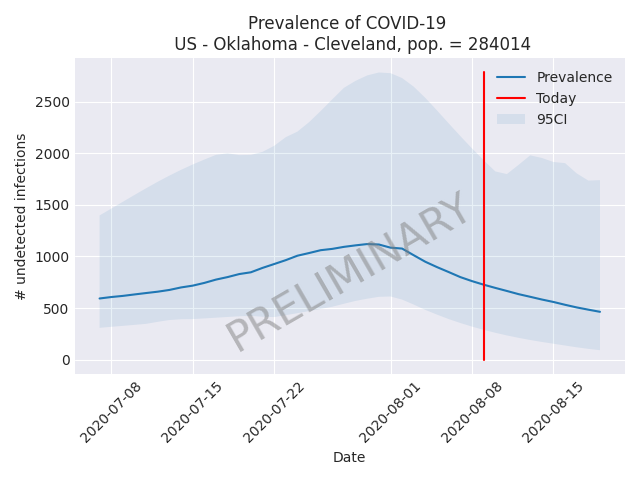 Prevalence of COVID-19
US - Oklahoma - Cleveland, pop. = 284014
Prevalence
Today
95CI
2500
2000
1500
1000
500
0
# undetected infections
PRELIMINARY
2020-07-08
2020-07-15
2020-07-22
2020-08-01
2020-08-08
2020-08-15
Date